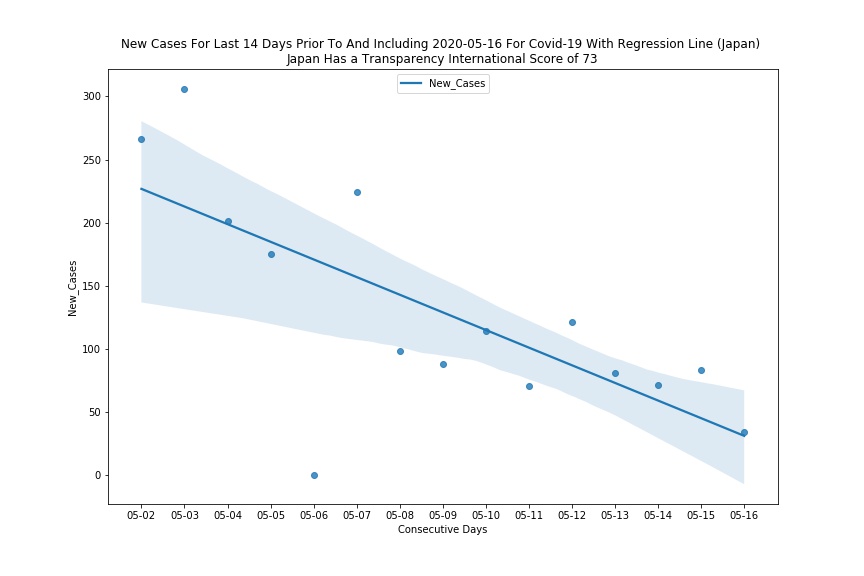 New Cases For Last 14 Days Prior To And Including 2020-05-16 For Covid-19 With Regression Line (Japan)
Japan Has a Transparency International Score of 73
New_Cases
300
250
200
150
100
50
0
New_Cases
05-02 05-03 05-04 05-05 05-06 05-07 05-08 05-09 05-10 05-11 05-12 05-13 05-14 05-15 05-16
Consecutive Days